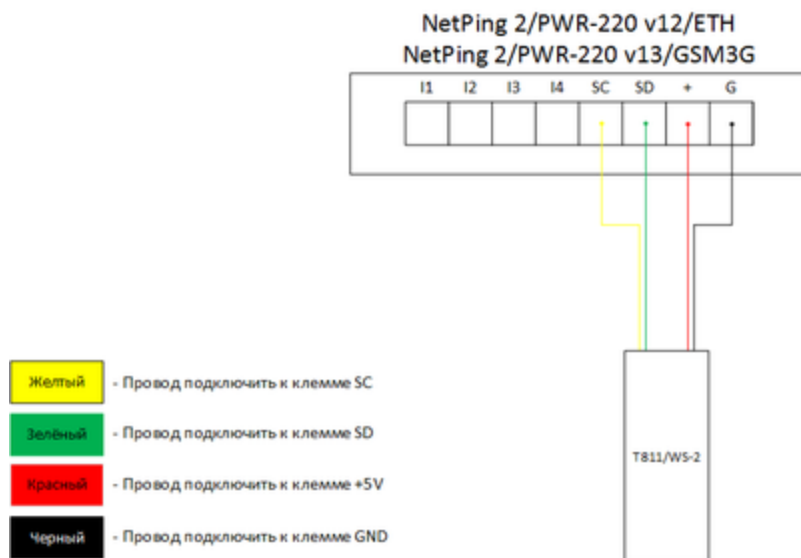 NetPing 2/PWR-220 v12/ETH
NetPing 2/PWR-220 v13/GSM3G
I1 I2 I3 I4 SC SD + G
Желтый - Провод подключить к клемме SC
Зелёный - Провод подключить к клемме SD
T811/WS-2
Красный - Провод подключить к клемме +5V
Черный - Провод подключить к клемме GND